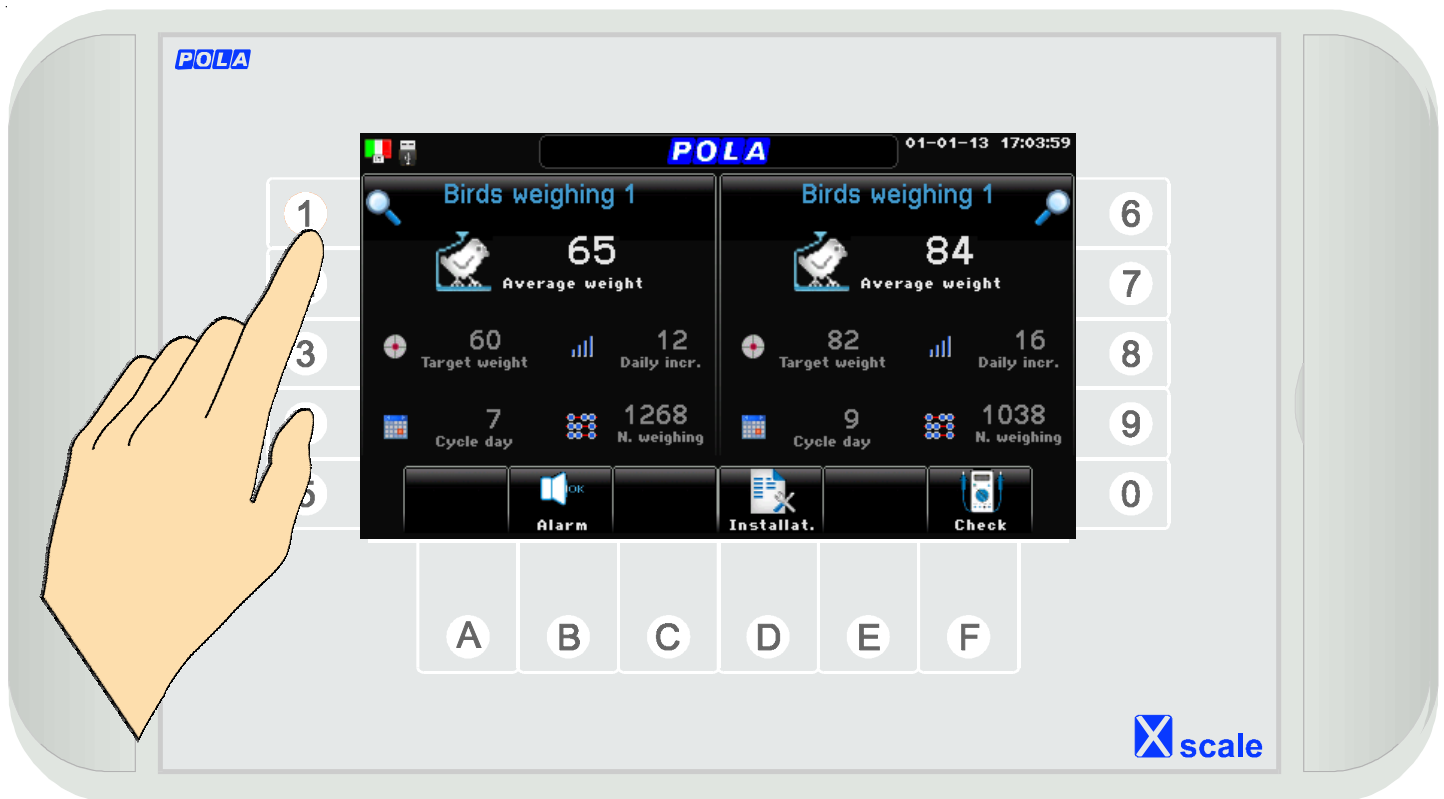 POLA
IT
POLA
01-01-13 17:03:59
Birds weighing 1
65
Average weight
60
Target weight
12
Daily incr.
7
Cycle day
1268
N. weighing
Birds weighing 1
84
Average weight
82
Target weight
16
Daily incr.
9
Cycle day
1038
N. weighing
OK
Alarm
Installat.
Check
1
3
5
6
7
8
9
0
A
B
C
D
E
F
X scale